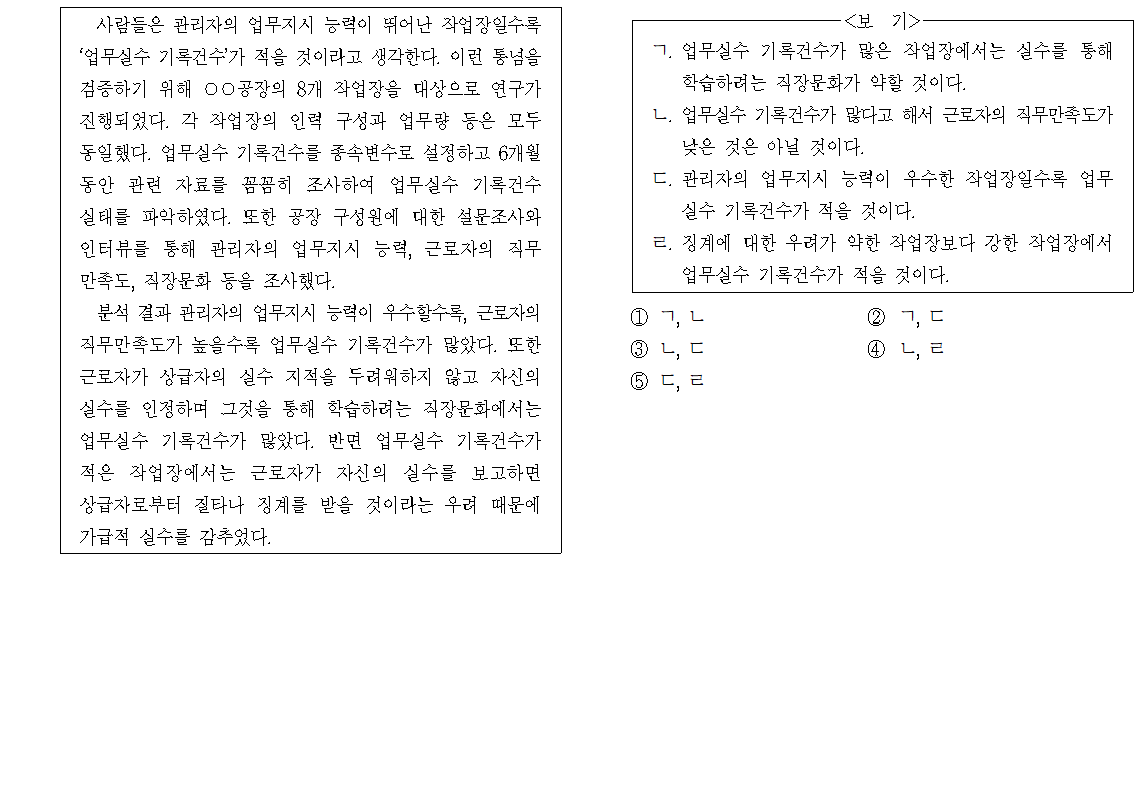 사람들은 관리자의 업무지시 능력이 뛰어난 작업장일수록
‘업무실수 기록건수’가 적을 것이라고 생각한다. 이런 통념을
검증하기 위해 ○○공장의 8개 작업장을 대상으로 연구가
진행되었다. 각 작업장의 인력 구성과 업무량 등은 모두
동일했다. 업무실수 기록건수를 종속변수로 설정하고 6개월
동안 관련 자료를 꼼꼼히 조사하여 업무실수 기록건수
실태를 파악하였다. 또한 공장 구성원에 대한 설문조사와
인터뷰를 통해 관리자의 업무지시 능력, 근로자의 직무
만족도, 직장문화 등을 조사했다.
분석 결과 관리자의 업무지시 능력이 우수할수록, 근로자의
직무만족도가 높을수록 업무실수 기록건수가 많았다. 또한
근로자가 상급자의 실수 지적을 두려워하지 않고 자신의
실수를 인정하며 그것을 통해 학습하려는 직장문화에서는
업무실수 기록건수가 많았다. 반면 업무실수 기록건수가
적은 작업장에서는 근로자가 자신의 실수를 보고하면
상급자로부터 질타나 징계를 받을 것이라는 우려 때문에
가급적 실수를 감추었다.
<보 기>
ㄱ. 업무실수 기록건수가 많은 작업장에서는 실수를 통해
학습하려는 직장문화가 약할 것이다.
ㄴ. 업무실수 기록건수가 많다고 해서 근로자의 직무만족도가
낮은 것은 아닐 것이다.
ㄷ. 관리자의 업무지시 능력이 우수한 작업장일수록 업무
실수 기록건수가 적을 것이다.
ㄹ. 징계에 대한 우려가 약한 작업장보다 강한 작업장에서
업무실수 기록건수가 적을 것이다.
① ㄱ, ㄴ ② ㄱ, ㄷ
③ ㄴ, ㄷ ④ ㄴ, ㄹ
⑤ ㄷ, ㄹ